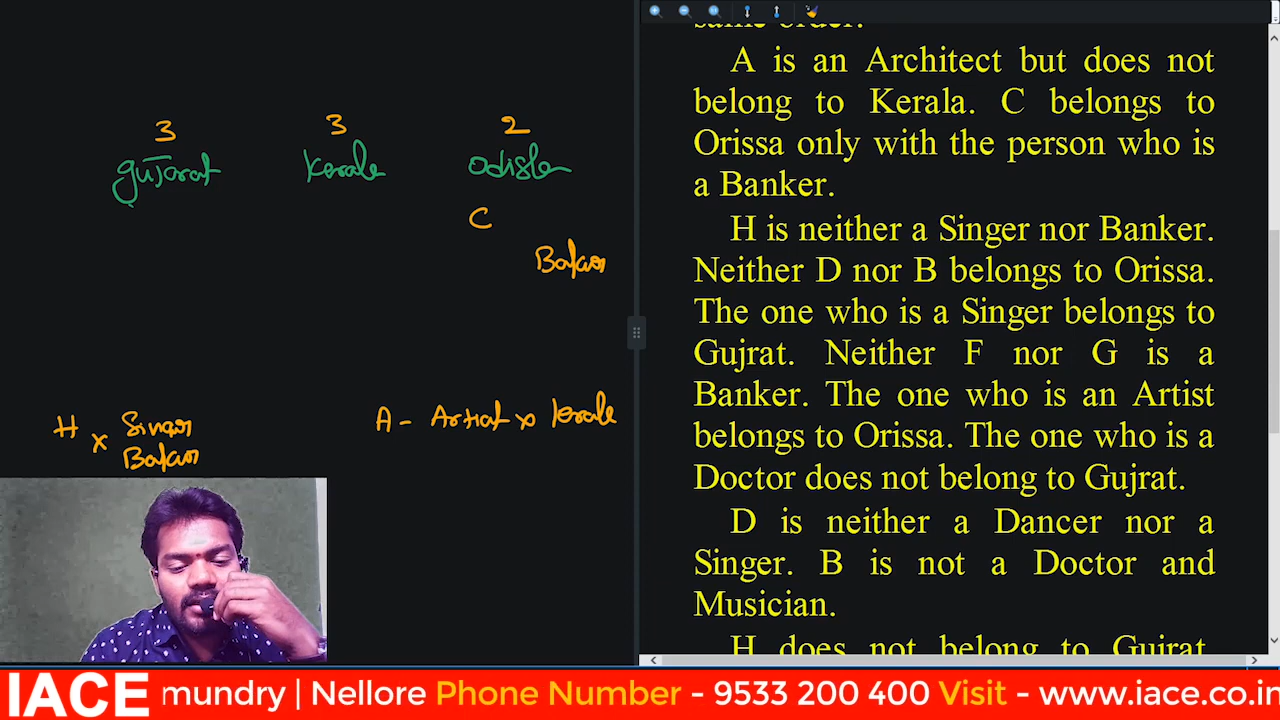 same order.
3
3
2
gujarat
kerala
odisha
C
Baker
H x Singer
Baker
A - Artist x kerala
A is an Architect but does not
belong to Kerala. C belongs to
Orissa only with the person who is
a Banker.
H is neither a Singer nor Banker.
Neither D nor B belongs to Orissa.
The one who is a Singer belongs to
Gujrat. Neither F nor G is a
Banker. The one who is an Artist
belongs to Orissa. The one who is a
Doctor does not belong to Gujrat.
D is neither a Dancer nor a
Singer. B is not a Doctor and
Musician.
H does not belong to Gujrat.
IACE mundry | Nellore Phone Number - 9533 200 400 Visit - www.iace.co.in